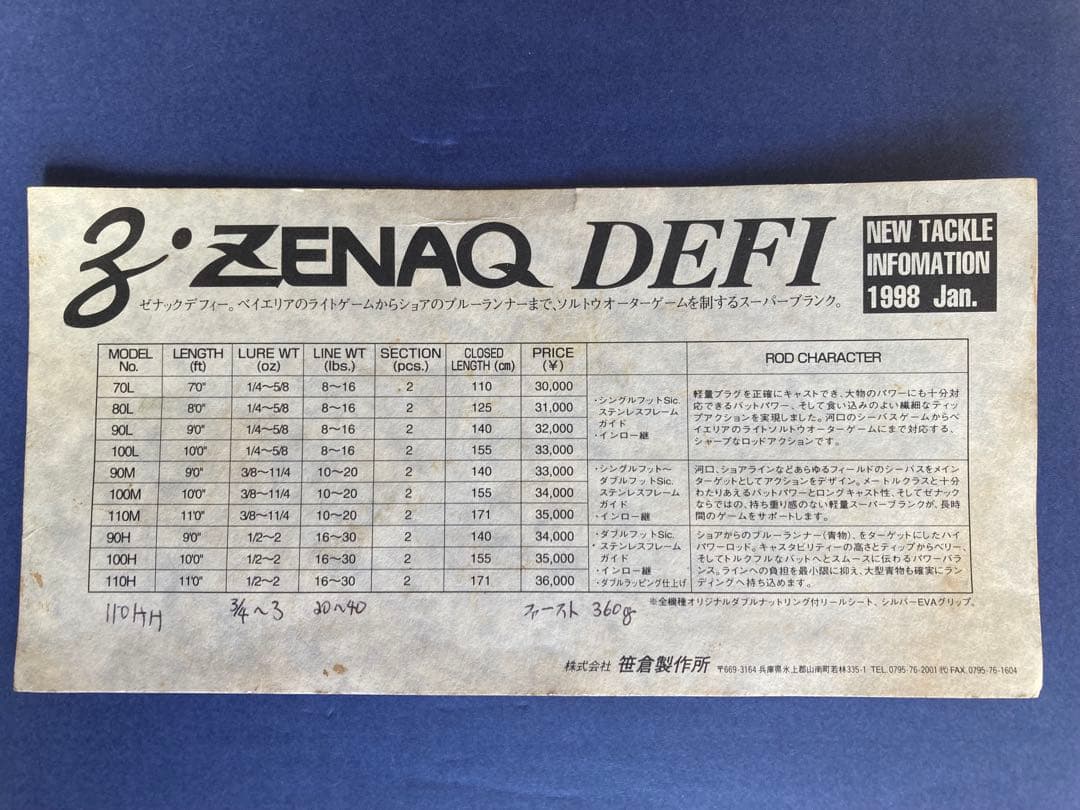 z・ZENAQ DEFI
NEW TACKLE
INFOMATION
1998 Jan.
ゼナックデフィー。ベイエリアのライトゲームからショアのブルーランナーまで、ソルトウオーターゲームを制するスーパーブランク。
MODEL No. LENGTH (ft) LURE WT (oz) LINE WT (lbs.) SECTION (pcs.) CLOSED LENGTH (cm) PRICE (¥) ROD CHARACTER
70L 7'0" 1/4〜5/8 8〜16 2 110 30,000
80L 8'0" 1/4〜5/8 8〜16 2 125 31,000
90L 9'0" 1/4〜5/8 8〜16 2 140 32,000
100L 10'0" 1/4〜5/8 8〜16 2 155 33,000
・シングルフットSic.
ステンレスフレーム
ガイド
・インロー継
軽量プラグを正確にキャストでき、大物のパワーにも十分対
応できるバットパワー、そして食い込みのよい繊細なティッ
プアクションを実現しました。河口のシーバスゲームからベ
イエリアのライトソルトウオーターゲームにまで対応する、
シャープなロッドアクションです。
90M 9'0" 3/8〜11/4 10〜20 2 140 33,000
100M 10'0" 3/8〜11/4 10〜20 2 155 34,000
110M 11'0" 3/8〜11/4 10〜20 2 171 35,000
・シングルフット〜
ダブルフットSic.
ステンレスフレーム
ガイド
・インロー継
河口、ショアラインなどあらゆるフィールドのシーバスをメイン
ターゲットとしてアクションをデザイン。メートルクラスと十分
わたりあえるバットパワーとロングキャスト性、そしてゼナック
ならではの、持ち重り感のない軽量スーパーブランクが、長時
間のゲームをサポートします。
90H 9'0" 1/2〜2 16〜30 2 140 34,000
100H 10'0" 1/2〜2 16〜30 2 155 35,000
110H 11'0" 1/2〜2 16〜30 2 171 36,000
・ダブルフットSic.
・ステンレスフレーム
ガイド
・インロー継
・ダブルラッピング仕上げ
ショアからのブルーランナー(青物)、をターゲットにしたハイ
パワーロッド。キャスタビリティーの高さとティップからベリー、
そしてトルクフルなバットへとスムースに伝わるパワーバラ
ンス。ラインへの負担を最小限に抑え、大型青物も確実にラン
ディングへ持ち込めます。
※全機種オリジナルダブルナットリング付リールシート、シルバーEVAグリップ。
110HH 3/4〜3 20〜40 ファースト 360g
株式会社 笹倉製作所 〒669-3164 兵庫県氷上郡山南町若林335-1 TEL.0795-76-2001㈹ FAX.0795-76-1604